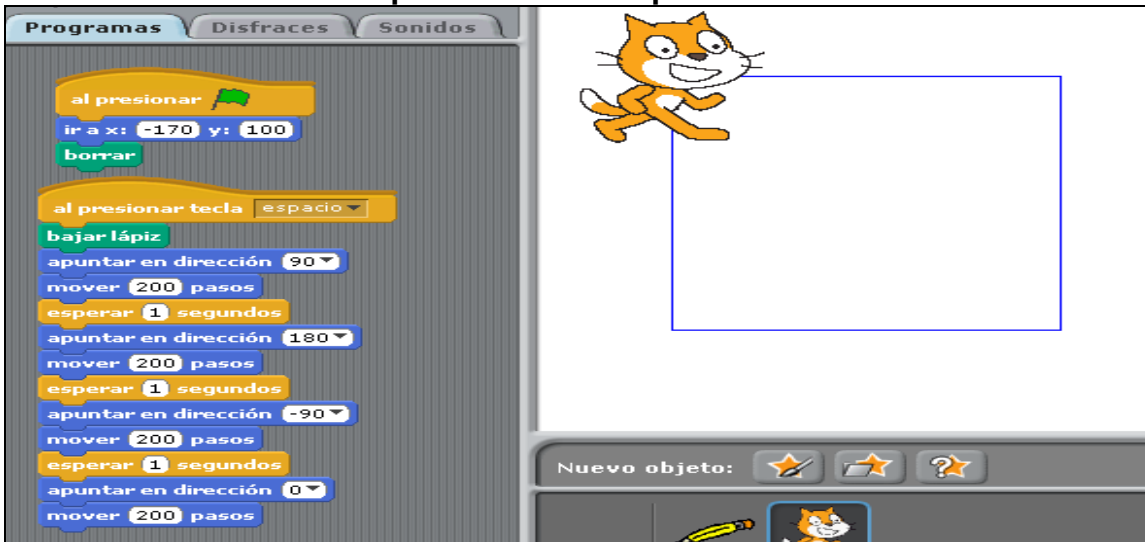 Programas Disfraces Sonidos
al presionar
ir a x: -170 y: 100
borrar
al presionar tecla espacio
bajar lápiz
apuntar en dirección 90
mover 200 pasos
esperar 1 segundos
apuntar en dirección 180
mover 200 pasos
esperar 1 segundos
apuntar en dirección -90
mover 200 pasos
esperar 1 segundos
apuntar en dirección 0
mover 200 pasos
Nuevo objeto: